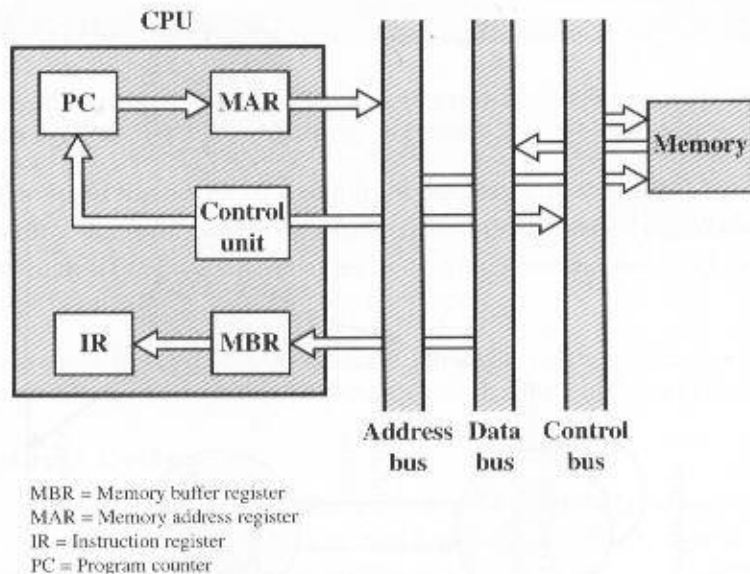 CPU
PC
MAR
Memory
Control
unit
IR
MBR
Address
bus
Data
bus
Control
bus
MBR = Memory buffer register
MAR = Memory address register
IR = Instruction register
PC = Program counter